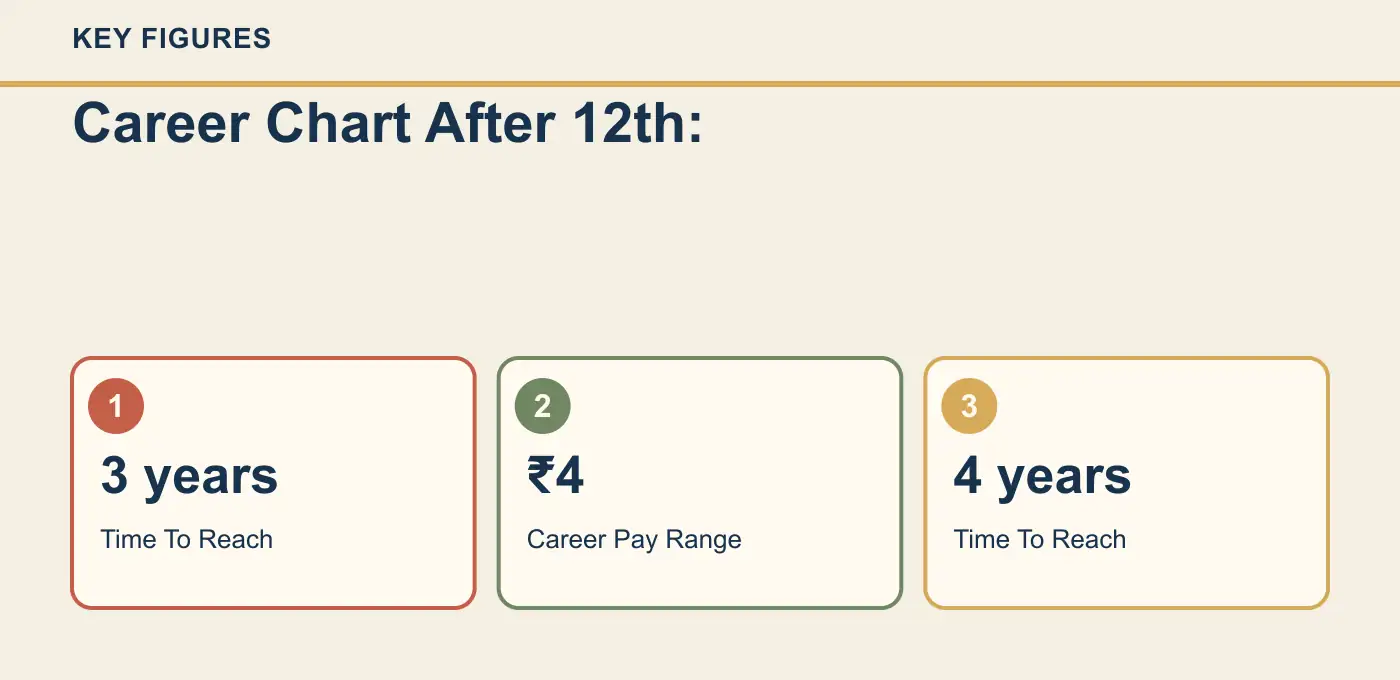 KEY FIGURES
Career Chart After 12th:
1
3 years
Time To Reach
2
₹4
Career Pay Range
3
4 years
Time To Reach